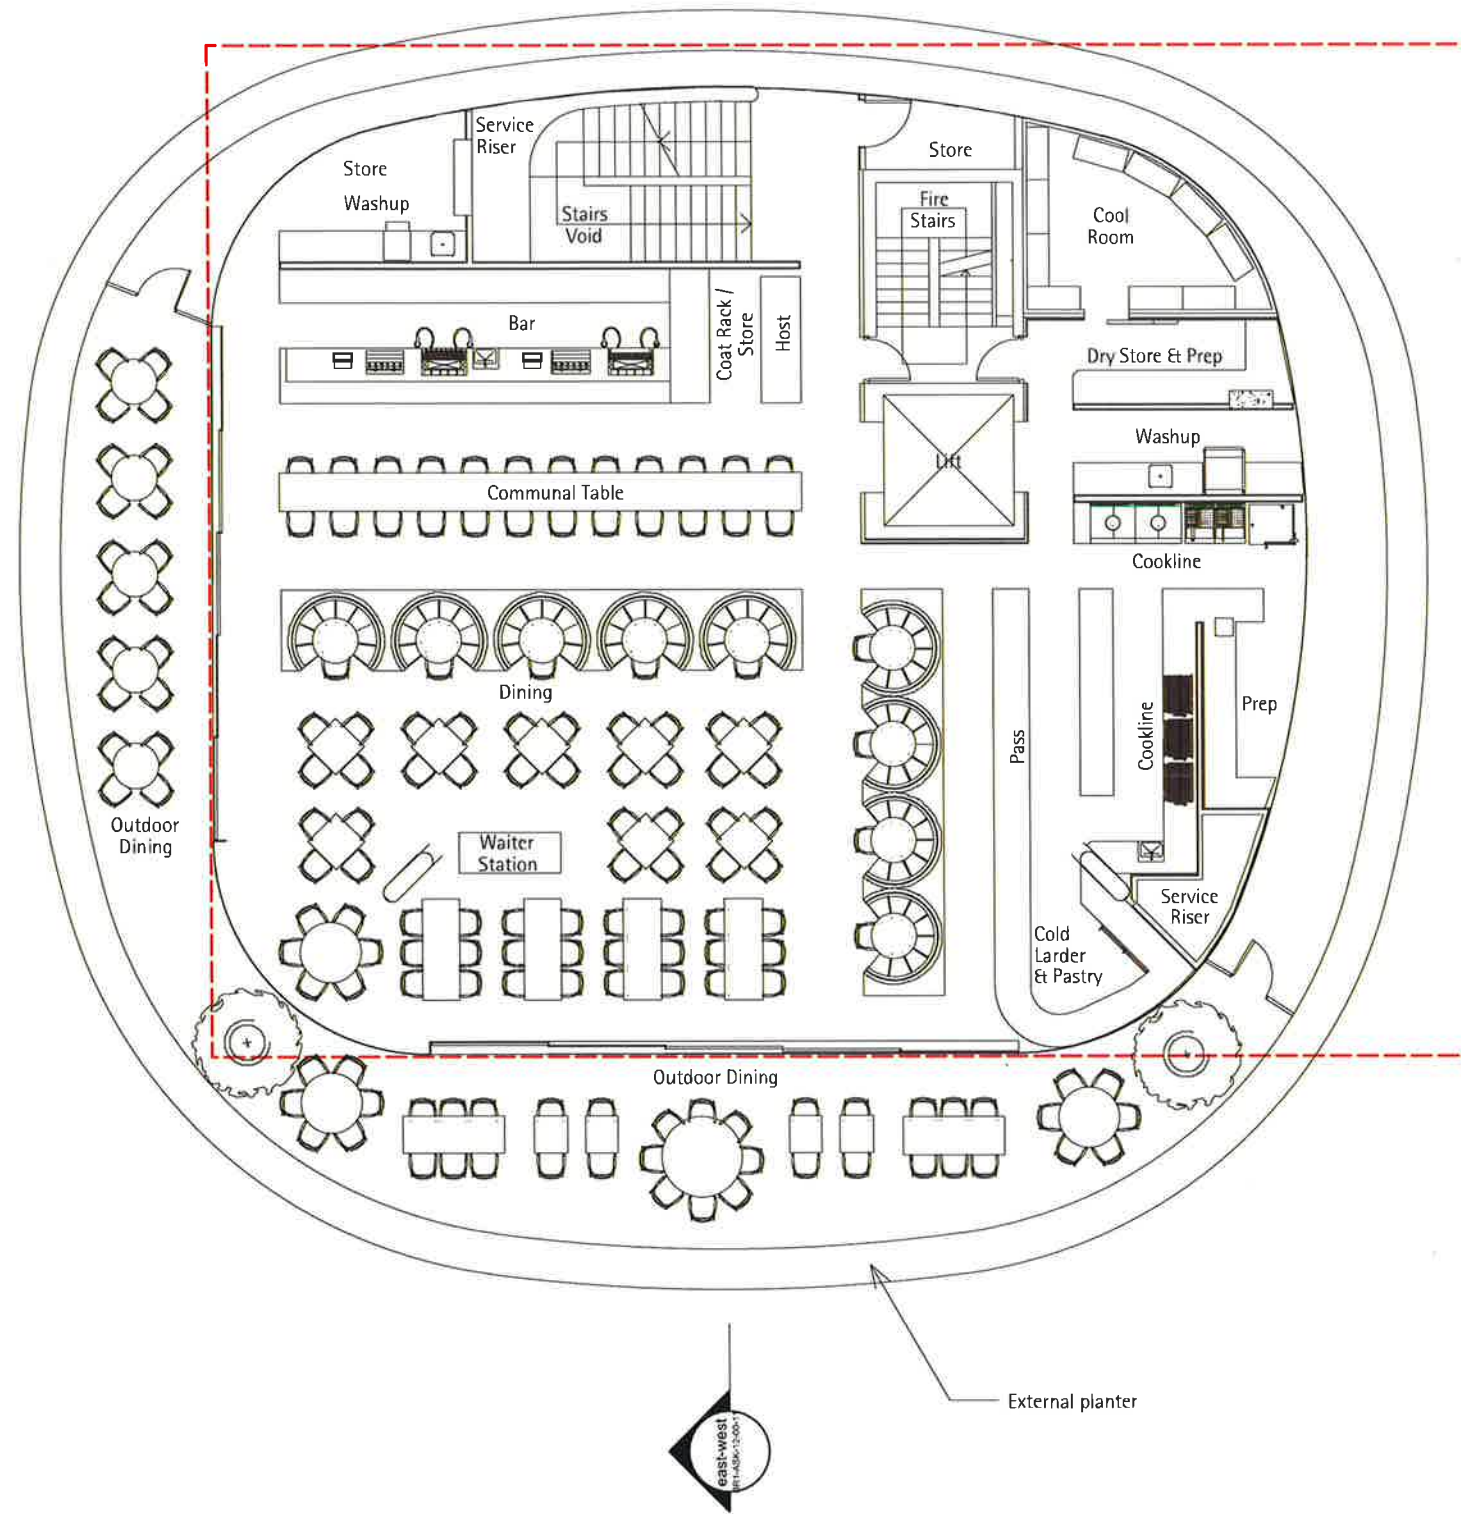 Service
Riser
Store
Washup
Stairs
Void
Store
Fire
Stairs
Cool
Room
Bar
Coat Rack /
Store
Host
Dry Store & Prep
Washup
Lift
Communal Table
Cookline
Dining
Pass
Cookline
Prep
Outdoor
Dining
Waiter
Station
Service
Riser
Cold
Larder
& Pastry
Outdoor Dining
External planter
east-west